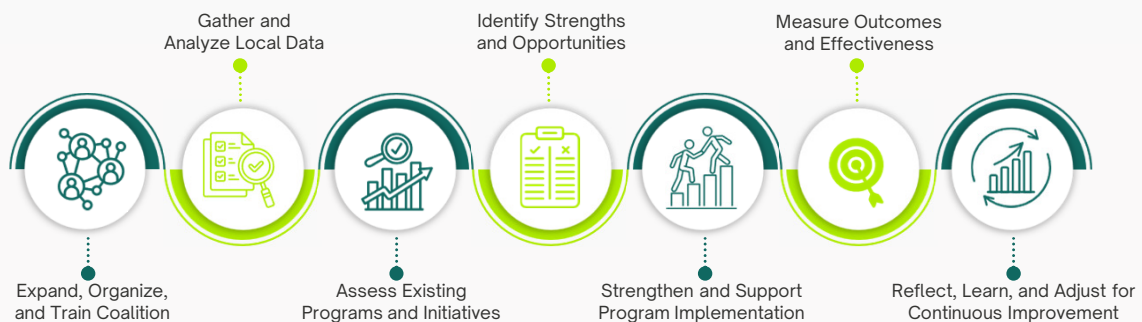 Expand, Organize,
and Train Coalition
Gather and
Analyze Local Data
Assess Existing
Programs and Initiatives
Identify Strengths
and Opportunities
Strengthen and Support
Program Implementation
Measure Outcomes
and Effectiveness
Reflect, Learn, and Adjust for
Continuous Improvement